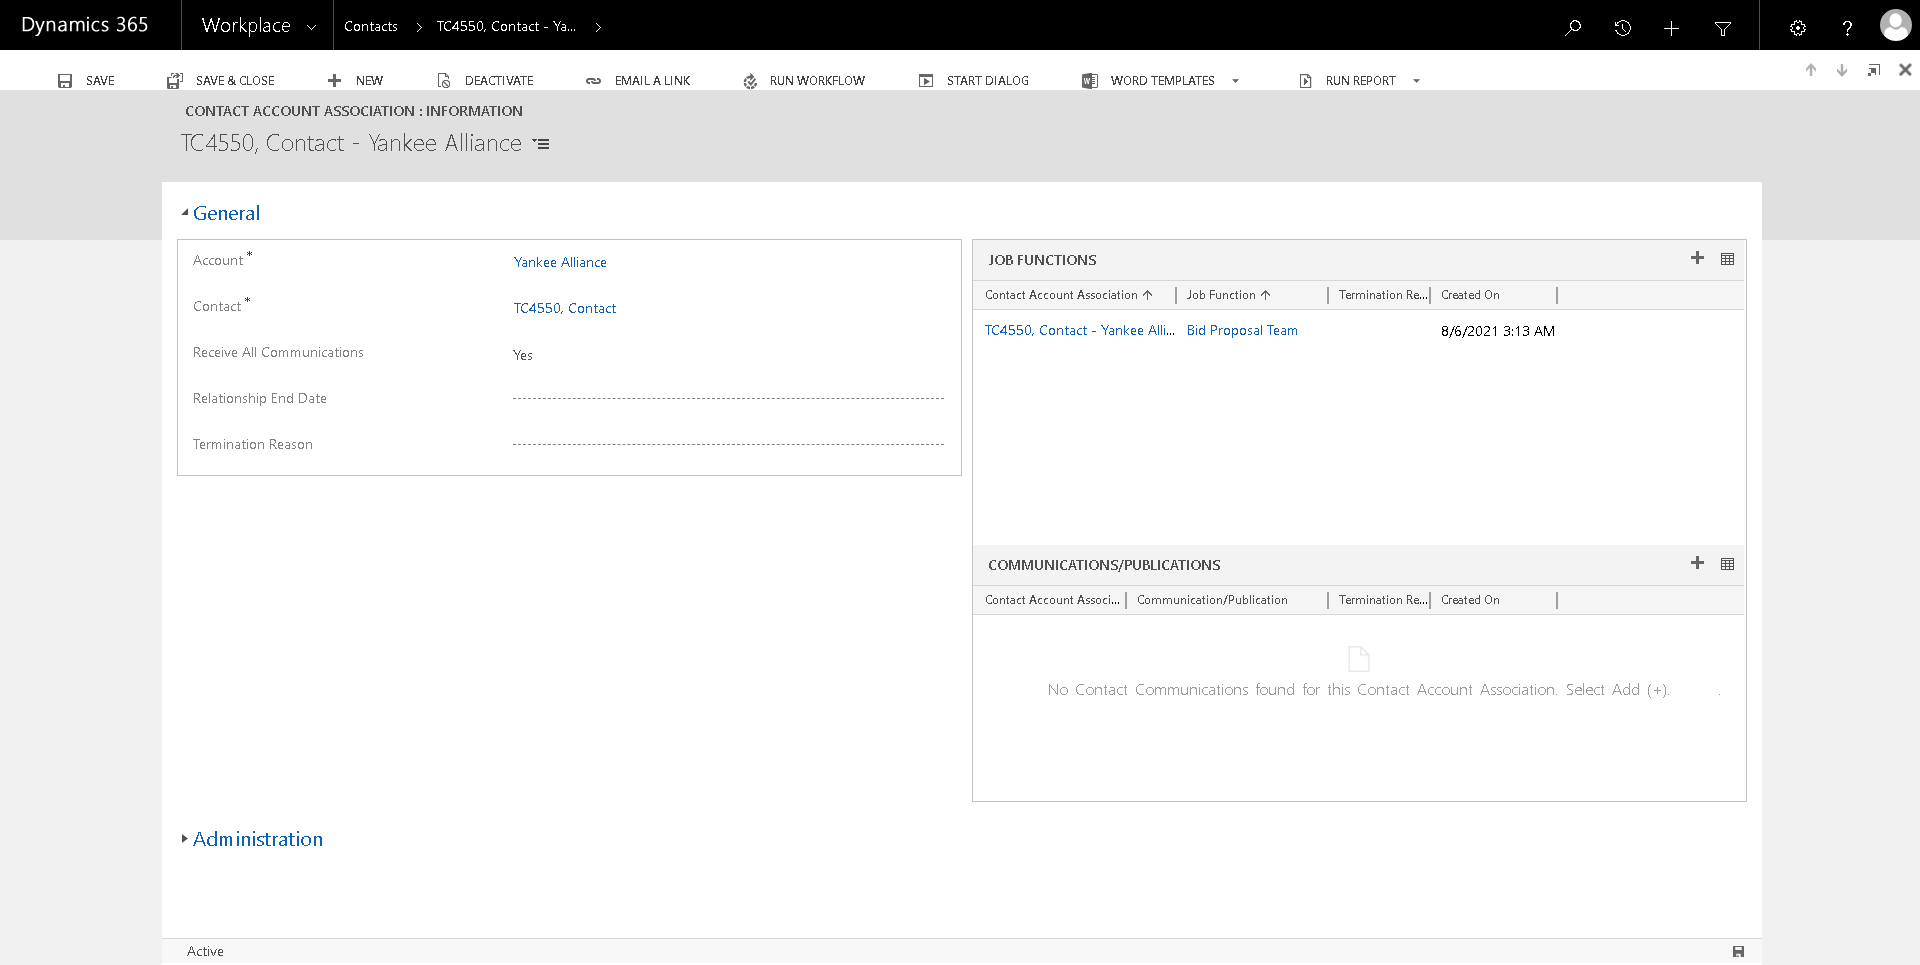 Dynamics 365 Workplace Contacts > TC4550, Contact - Ya... >
SAVE SAVE & CLOSE NEW DEACTIVATE EMAIL A LINK RUN WORKFLOW START DIALOG WORD TEMPLATES RUN REPORT
CONTACT ACCOUNT ASSOCIATION : INFORMATION
TC4550, Contact - Yankee Alliance
General
Account * Yankee Alliance
Contact * TC4550, Contact
Receive All Communications Yes
Relationship End Date
Termination Reason
JOB FUNCTIONS
Contact Account Association ↑ Job Function ↑ Termination Re... Created On
TC4550, Contact - Yankee Alli... Bid Proposal Team 8/6/2021 3:13 AM
COMMUNICATIONS/PUBLICATIONS
Contact Account Associ... Communication/Publication Termination Re... Created On
No Contact Communications found for this Contact Account Association. Select Add (+). .
Administration
Active